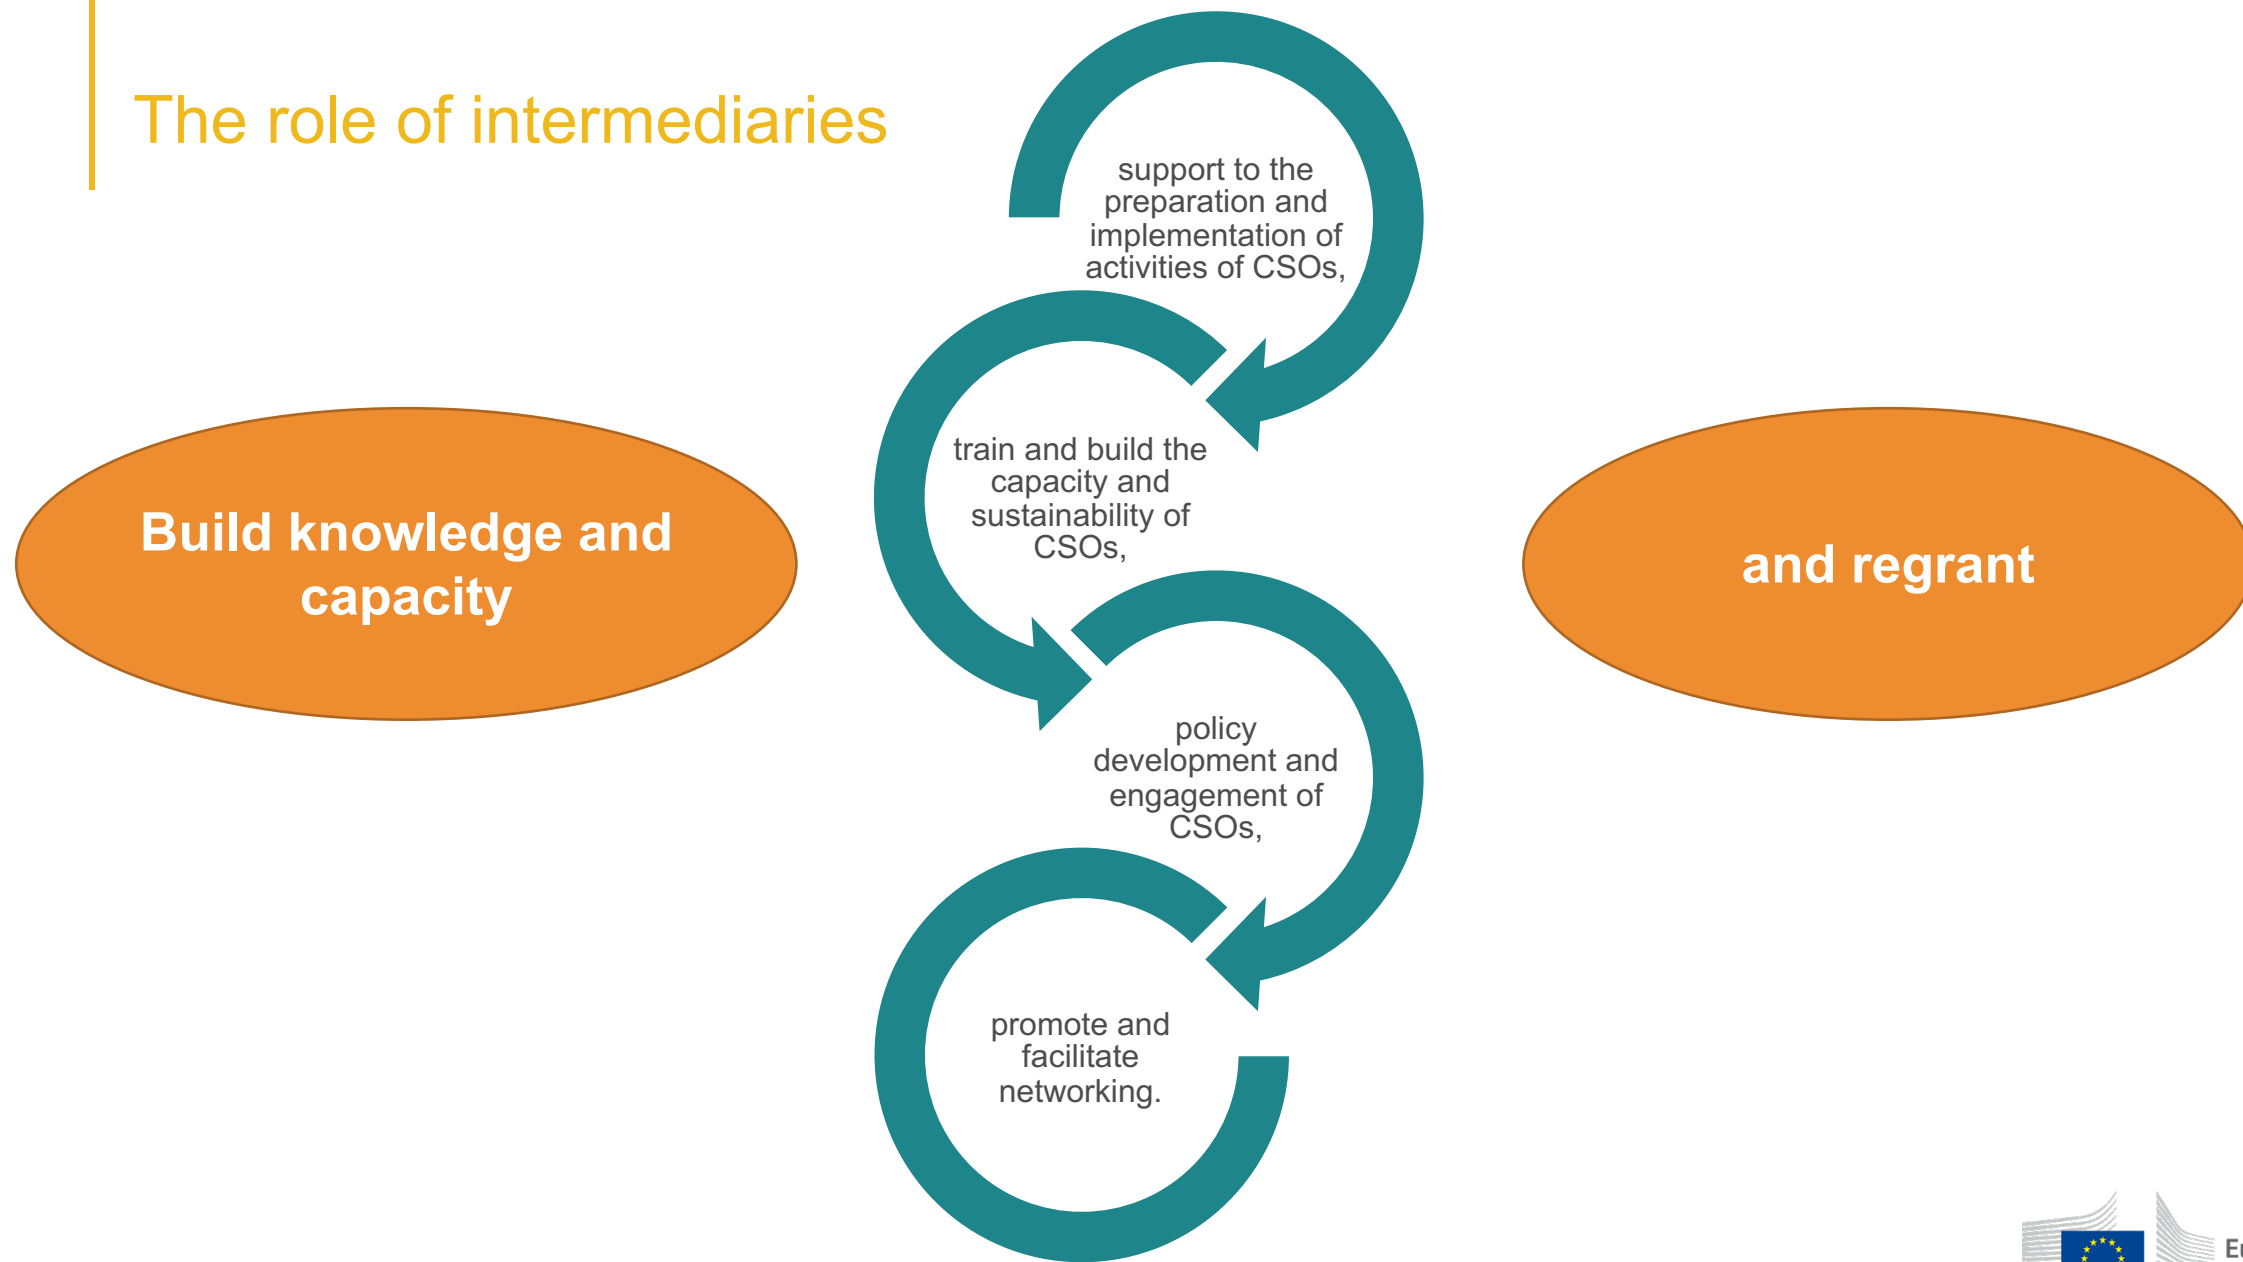 The role of intermediaries
support to the
preparation and
implementation of
activities of CSOs,
train and build the
capacity and
sustainability of
CSOs,
Build knowledge and
capacity
and regrant
policy
development and
engagement of
CSOs,
promote and
facilitate
networking.